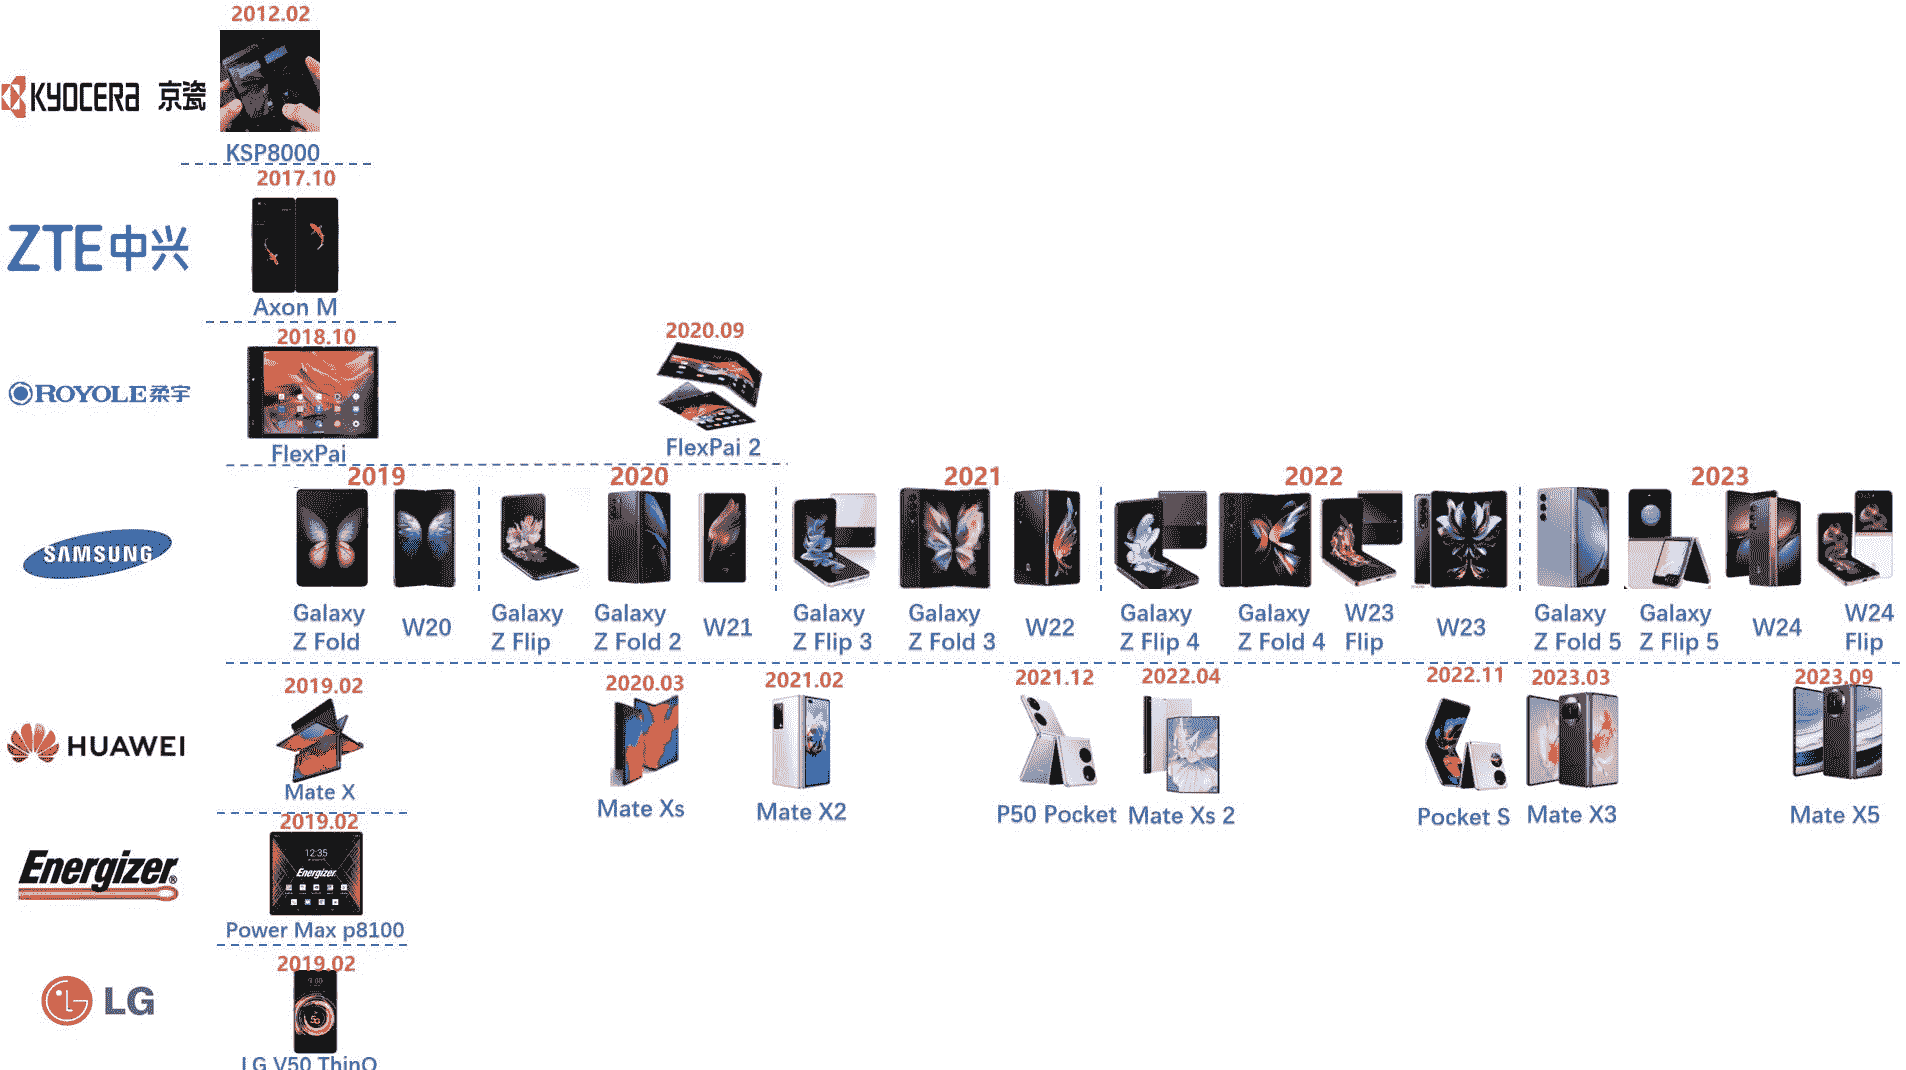 2012.02
KYOCERA 京瓷
KSP8000
2017.10
ZTE中兴
Axon M
2018.10
2020.09
ROYOLE柔宇
FlexPai
FlexPai 2
2019
2020
2021
2022
2023
SAMSUNG
Galaxy
Z Fold
W20
Galaxy
Z Flip
Galaxy
Z Fold 2
W21
Galaxy
Z Flip 3
Galaxy
Z Fold 3
W22
Galaxy
Z Flip 4
Galaxy
Z Fold 4
W23
Flip
W23
Galaxy
Z Fold 5
Galaxy
Z Flip 5
W24
W24
Flip
2019.02
2020.03
2021.02
2021.12
2022.04
2022.11
2023.03
2023.09
HUAWEI
Mate X
Mate Xs
Mate X2
P50 Pocket
Mate Xs 2
Pocket S
Mate X3
Mate X5
2019.02
Energizer®
12:35
Energizer
Power Max p8100
2019.02
LG
5G
LG V50 ThinQ